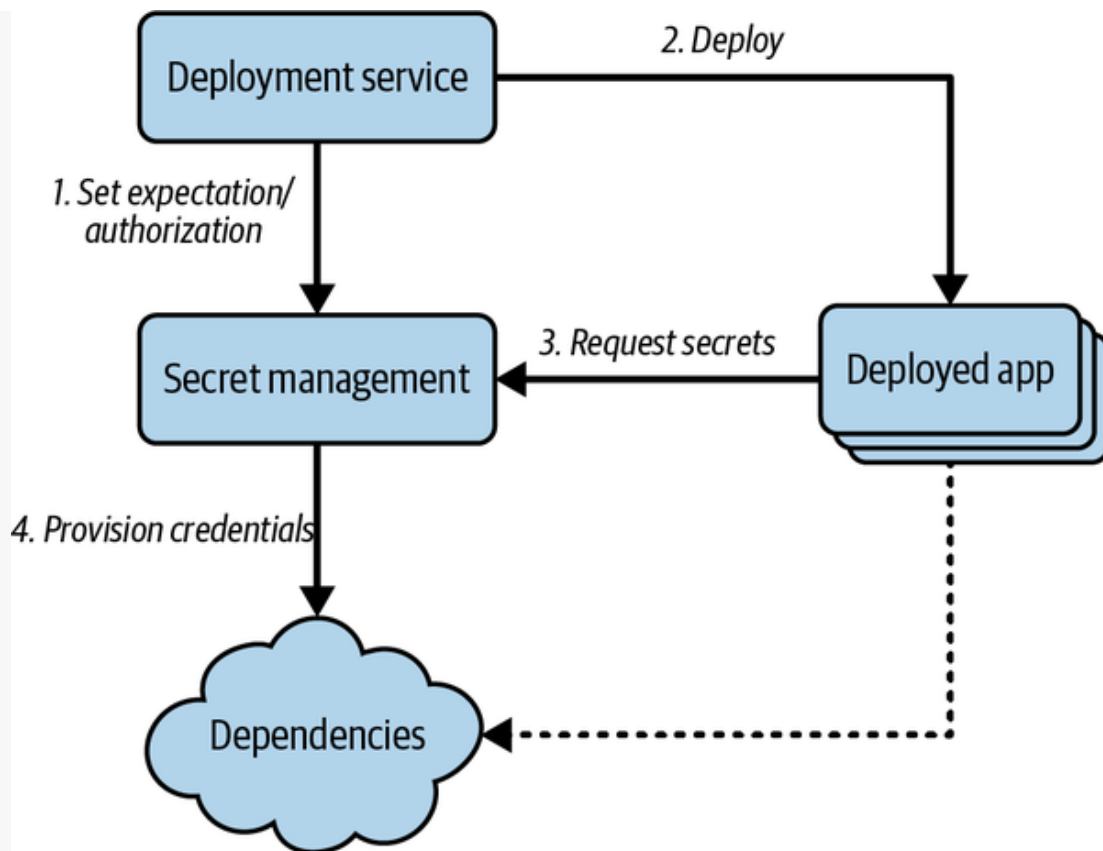 Deployment service
2. Deploy
1. Set expectation/
authorization
Secret management
3. Request secrets
Deployed app
4. Provision credentials
Dependencies